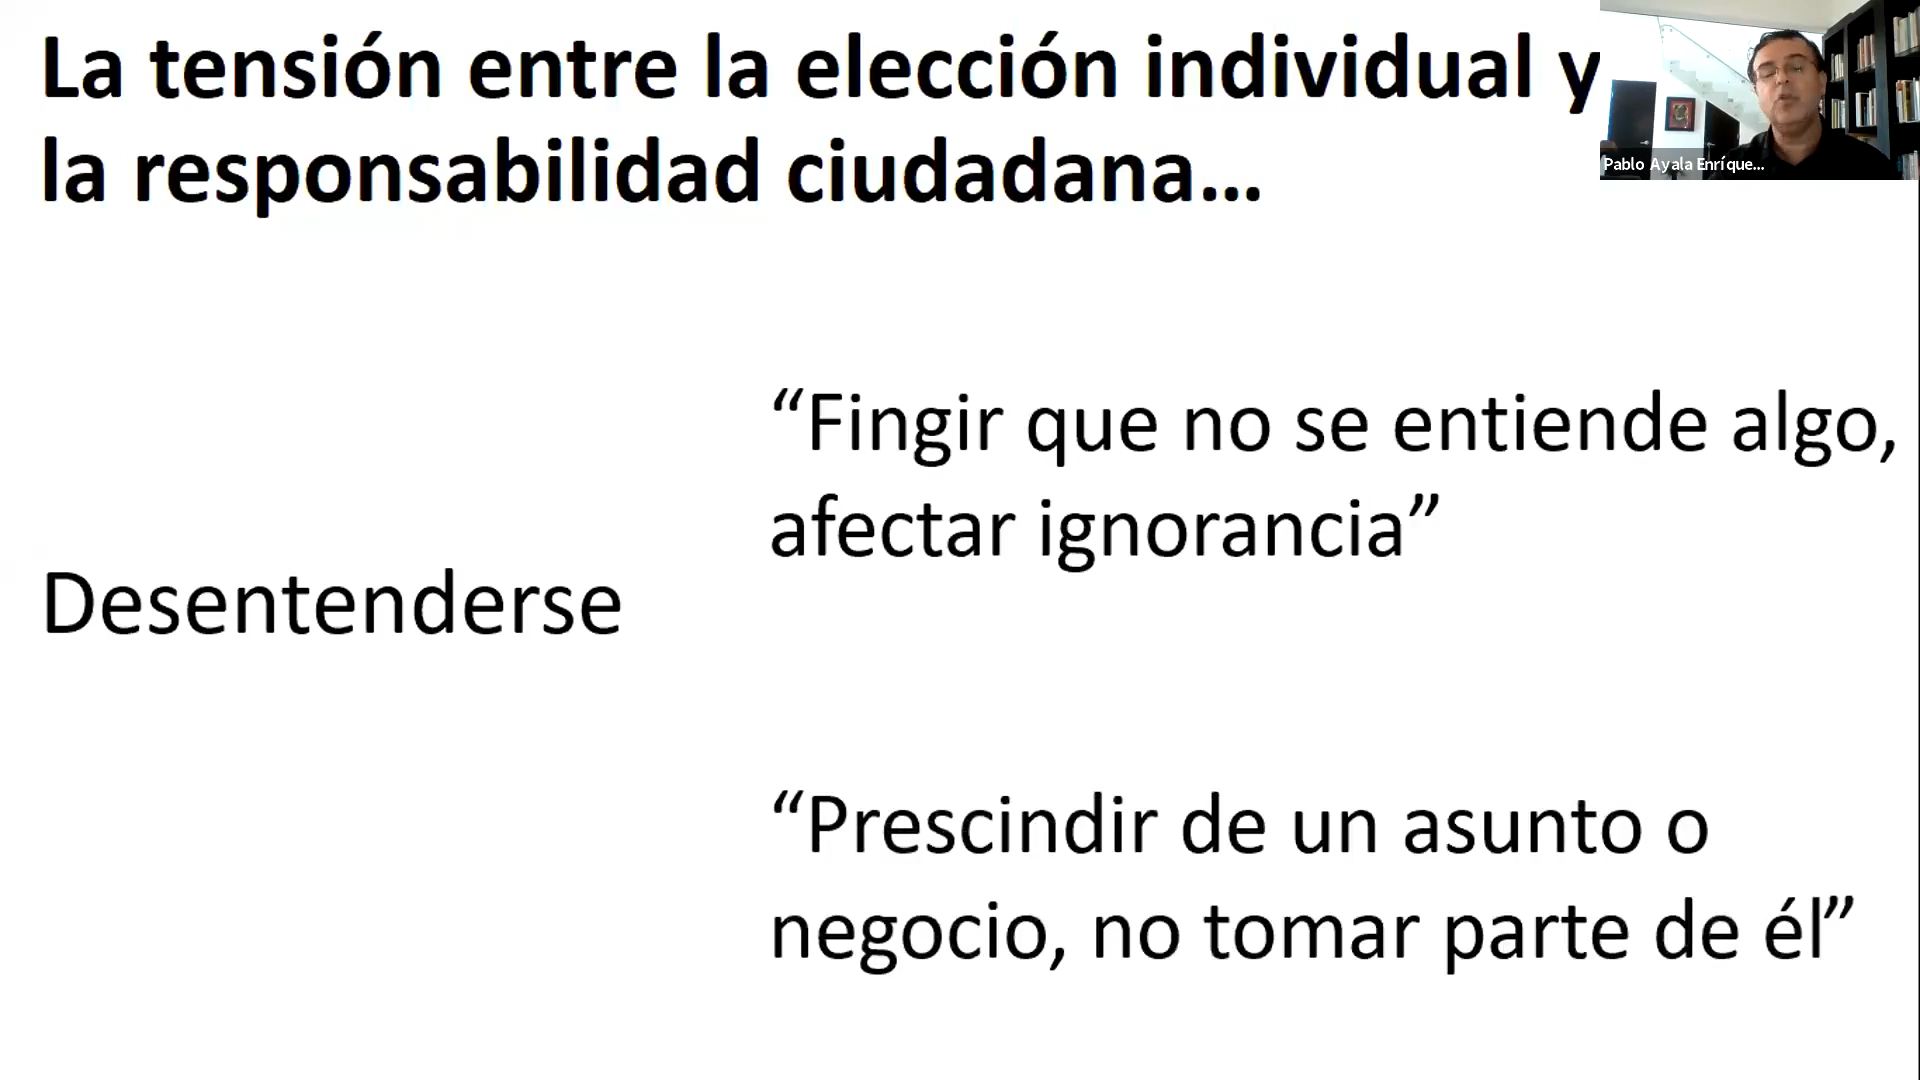 La tensión entre la elección individual y
la responsabilidad ciudadana...
Pablo Ayala Enríque...
“Fingir que no se entiende algo,
afectar ignorancia”
Desentenderse
“Prescindir de un asunto o
negocio, no tomar parte de él”